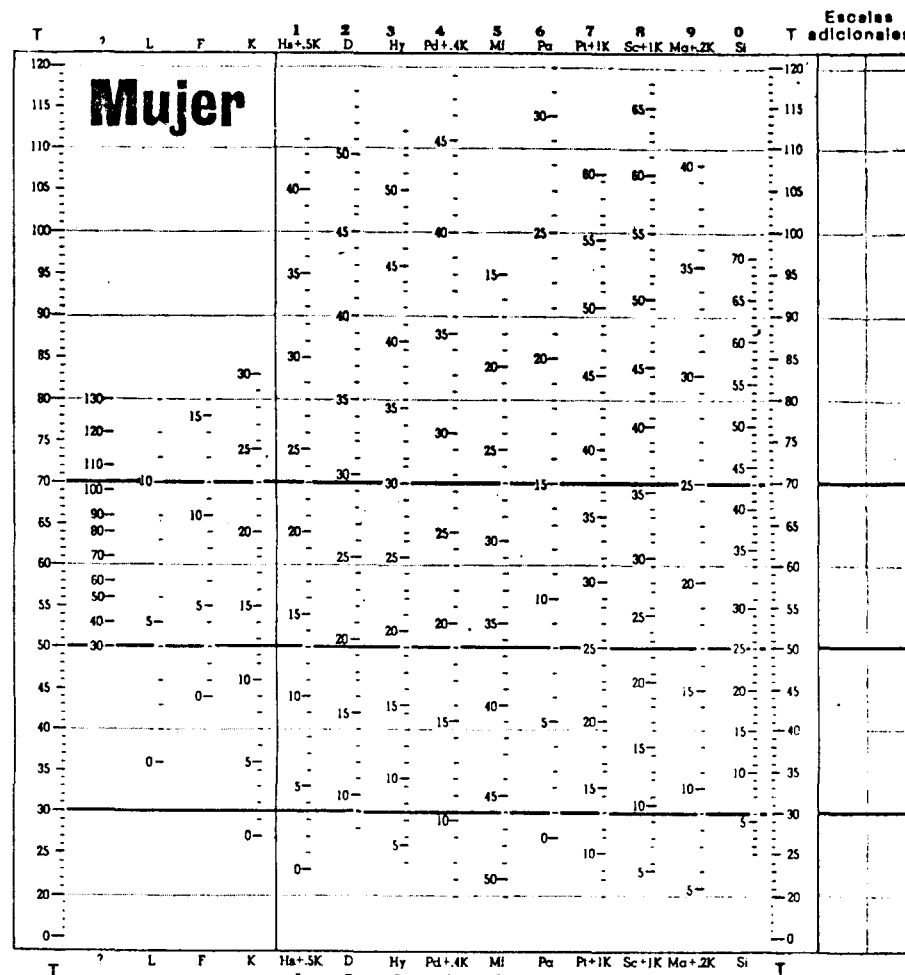 Escalas
1 2 3 4 5 6 7 8 9 0
T ? L F K Hs+.5K D Hy Pd+.4K Mf Pa Pt+1K Sc+1K Ma+.2K Si T adicionales
120 120
Mujer
115 30 65 115
45
110 50 110
40
60 60
105 40 50 105
100 45 40 25 55 100
55
70
95 35 45 15 35 95
50 65
50
90 40 90
35
40 60
85 30 20 85
30 20 45 45 30 55
80 130 35 80
15 35
120 30 40 50
75 25 25 25 40 75
110 30 45
70 10 30 15 25 70
100 35
90 10 35 40
65 80 20 20 25 30 65
70 25 25 30 35
60 60
58 30 20
50 10
55 5 15 30 55
40 5 15 20 35 25
20 21
50 30 25 25 50
10 20
45 0 10 15 20 45
15 40
15 15 5 20 15
40 40
15
35 0 5 10 10 35
5 10 45 15 10
30 10 30
10 5
0 0
25 5 10 25
0 5
50 5
20 20
0 0
T ? L F K Hs+.5K D Hy Pd+.4K Mf Pa Pt+1K Sc+1K Ma+.2K Si T